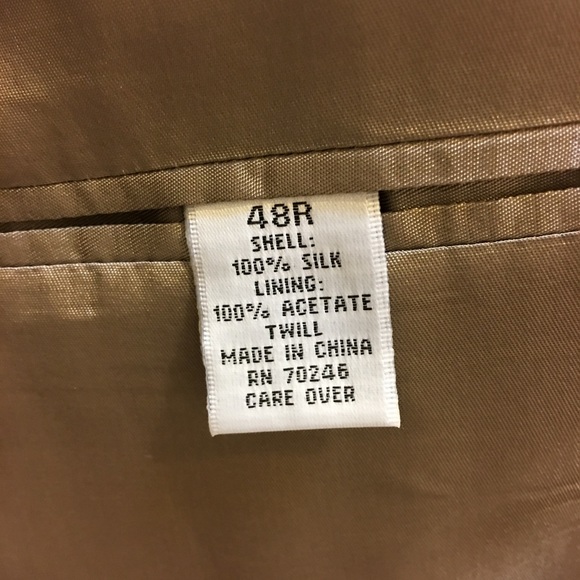 48R
SHELL:
100% SILK
LINING:
100% ACETATE
TWILL
MADE IN CHINA
RN 70246
CARE OVER